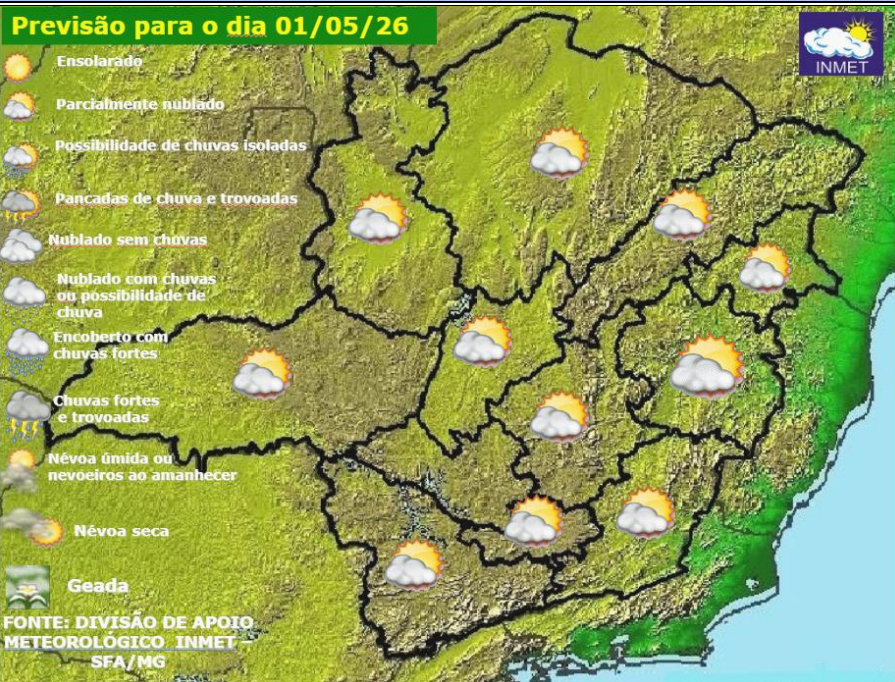 Previsão para o dia 01/05/26
INMET
Ensolarado
Parcialmente nublado
Possibilidade de chuvas isoladas
Pancadas de chuva e trovoadas
Nublado sem chuvas
Nublado com chuvas
ou possibilidade de
chuva
Encoberto com
chuvas fortes
Chuvas fortes
e trovoadas
Névoa úmida ou
nevoeiros ao amanhecer
Névoa seca
Geada
FONTE: DIVISÃO DE APOIO
METEOROLÓGICO INMET –
SFA/MG